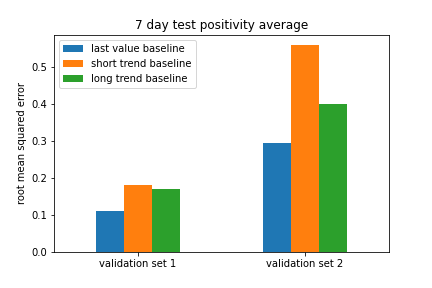 7 day test positivity average
last value baseline
short trend baseline
long trend baseline
root mean squared error
0.5
0.4
0.3
0.2
0.1
0.0
validation set 1
validation set 2